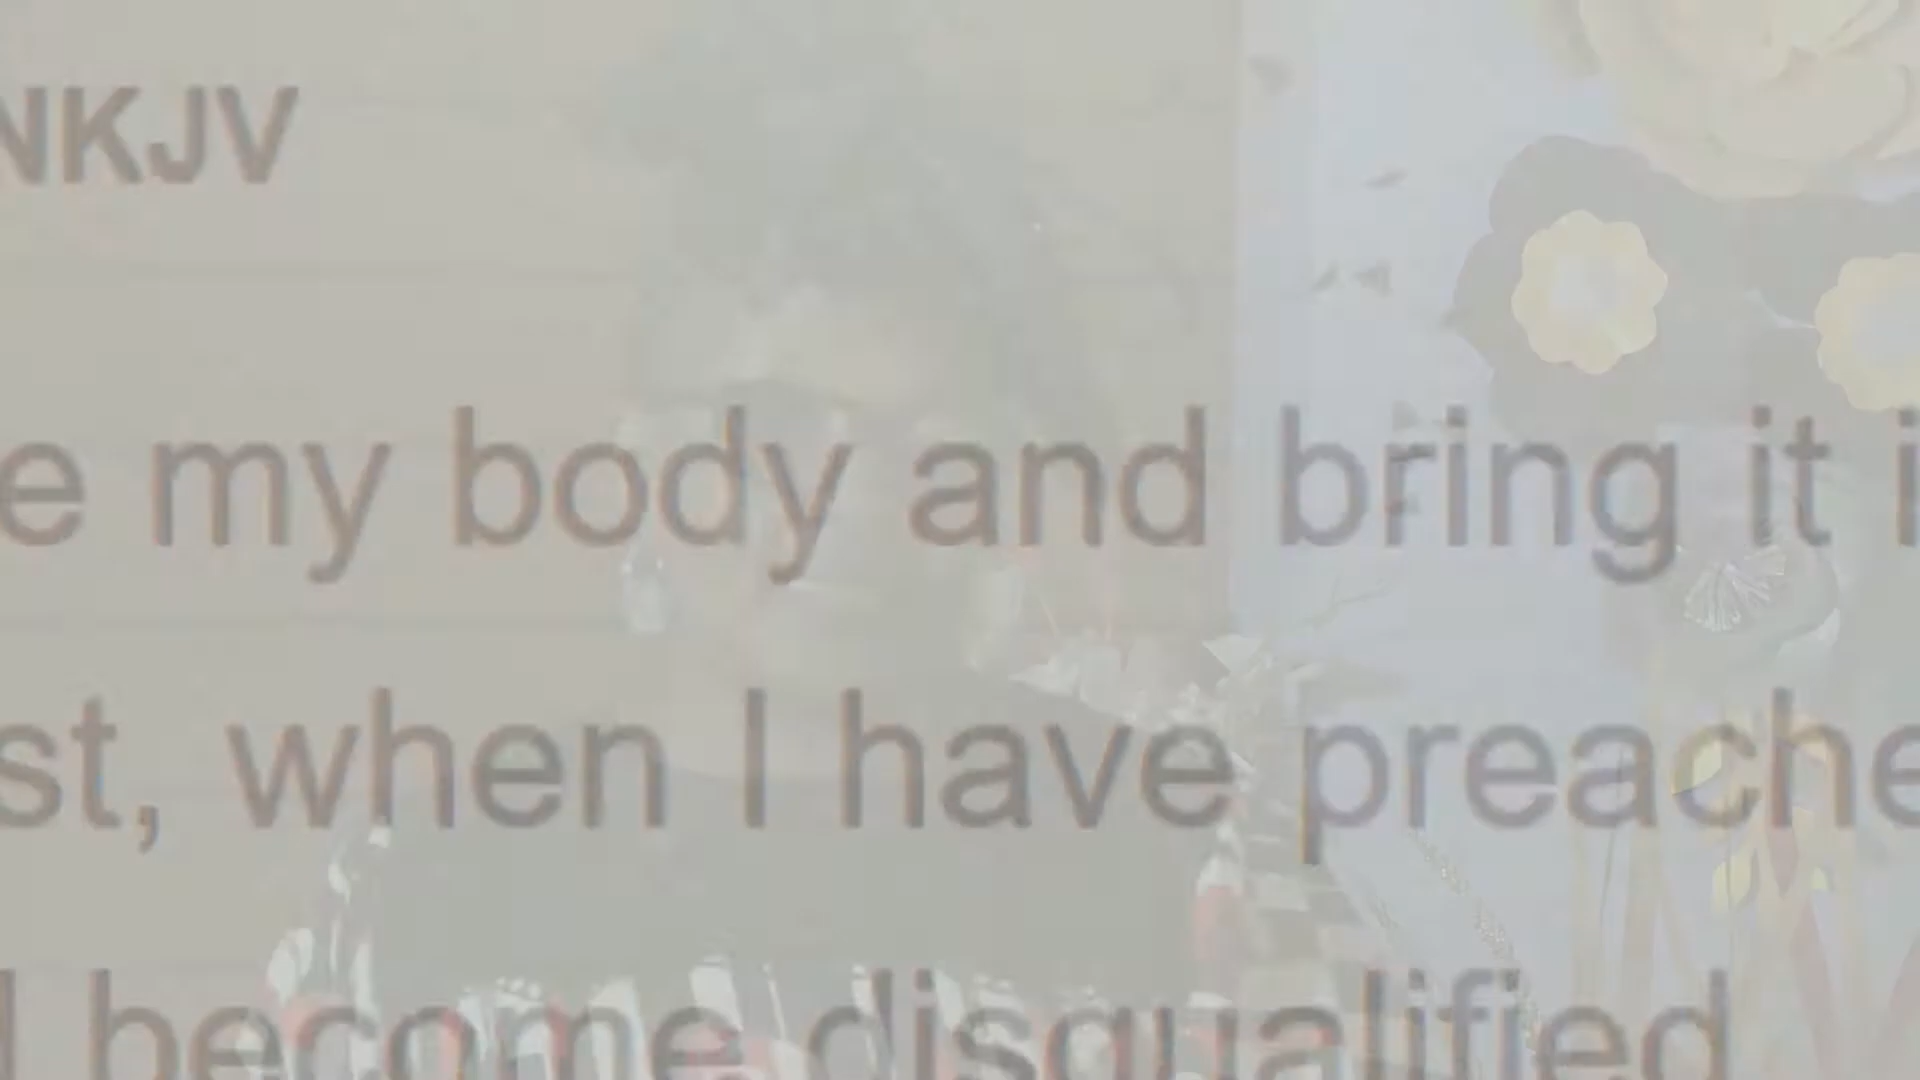 NKJV
e my body and bring it i
st, when I have preache
I become disqualified